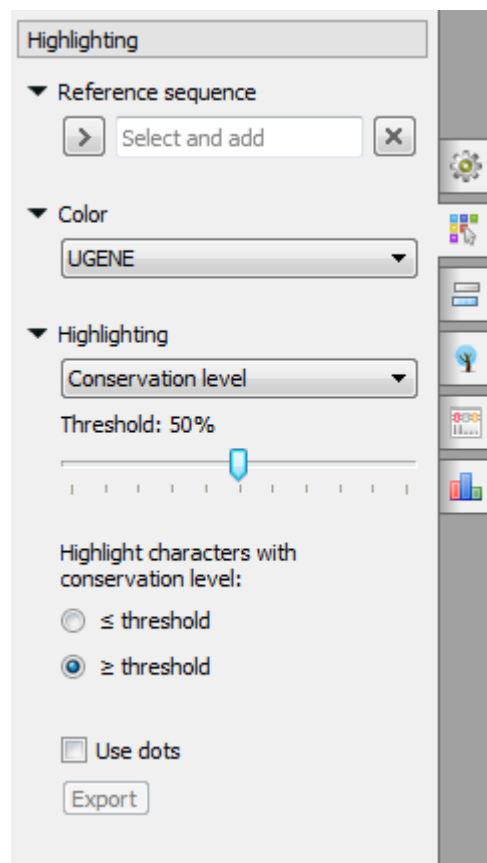 Highlighting
Reference sequence
Select and add
Color
UGENE
Highlighting
Conservation level
Threshold: 50%
Highlight characters with
conservation level:
≤ threshold
≥ threshold
Use dots
Export